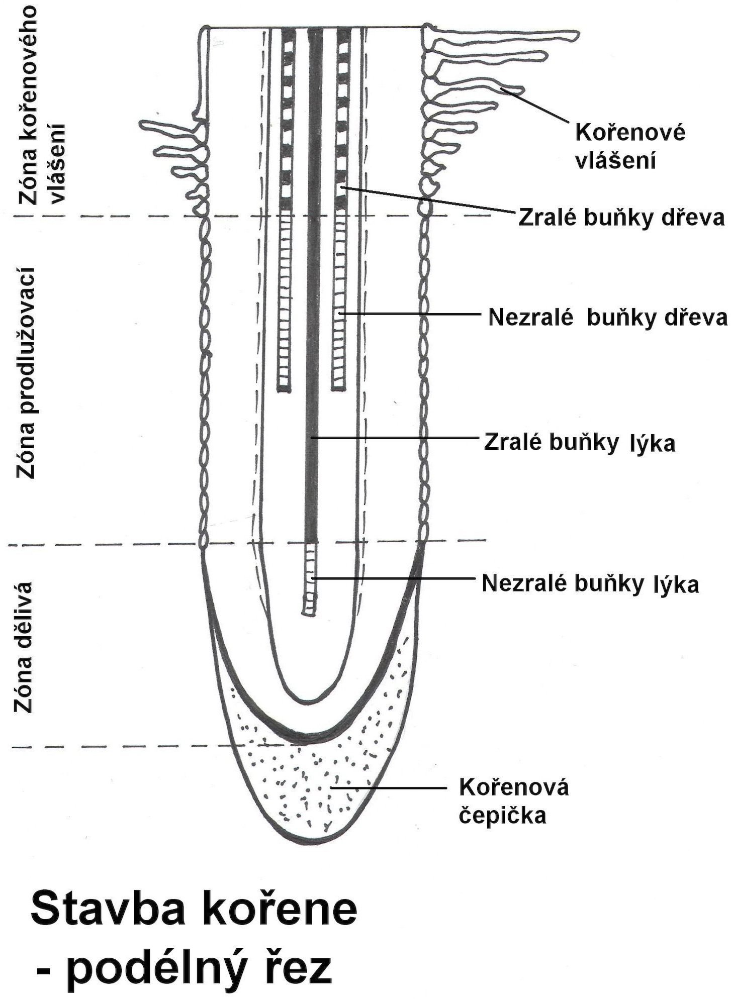 Zóna kořenového
vlášení
Kořenové
vlášení
Zralé buňky dřeva
Zóna prodlužovací
Nezralé buňky dřeva
Zralé buňky lýka
Zóna dělivá
Nezralé buňky lýka
Kořenová
čepička
Stavba kořene
- podélný řez